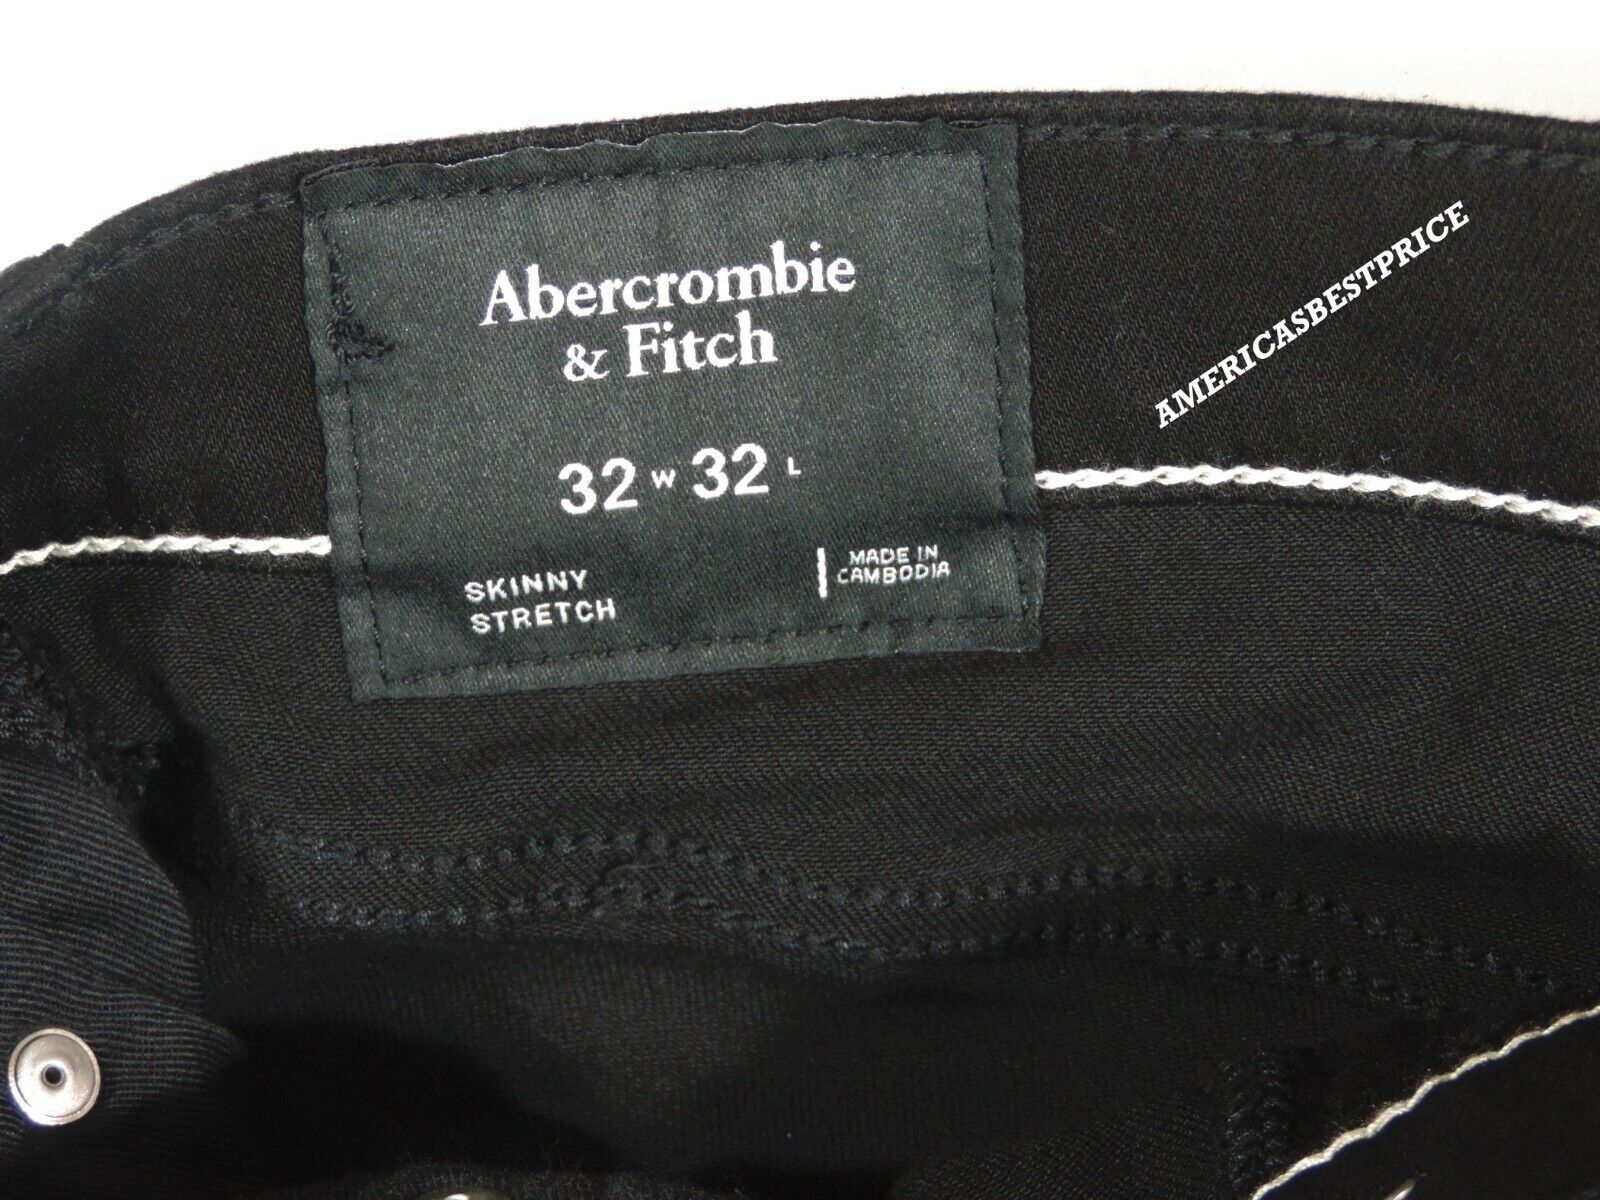 Abercrombie
& Fitch
32 W 32 L
SKINNY
STRETCH
MADE IN
CAMBODIA
AMERICASBESTPRICE